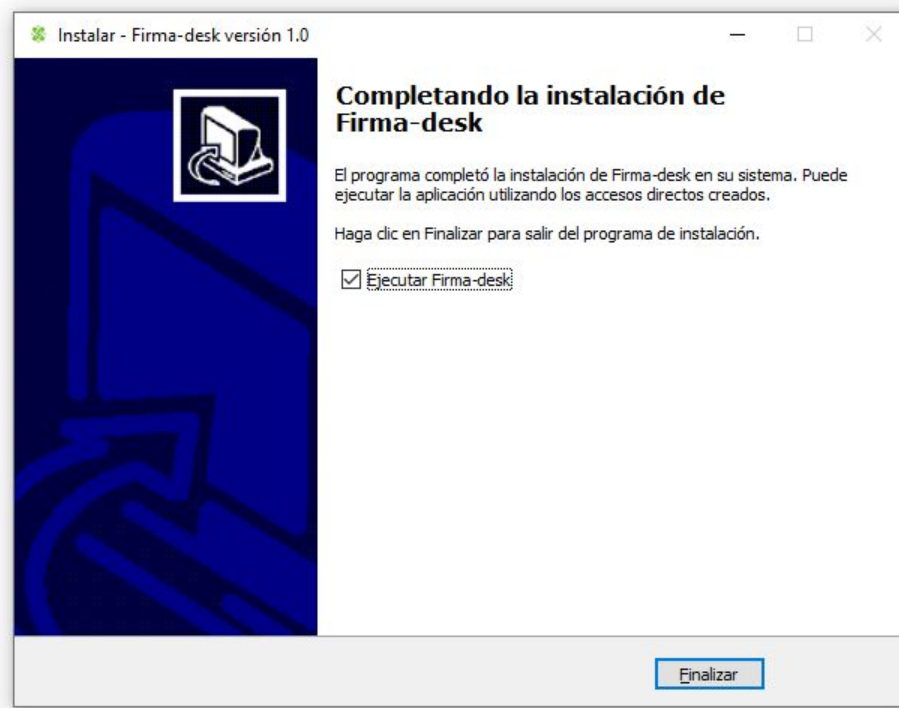 Instalar - Firma-desk versión 1.0
Completando la instalación de
Firma-desk
El programa completó la instalación de Firma-desk en su sistema. Puede
ejecutar la aplicación utilizando los accesos directos creados.
Haga clic en Finalizar para salir del programa de instalación.
Ejecutar Firma-desk
Finalizar